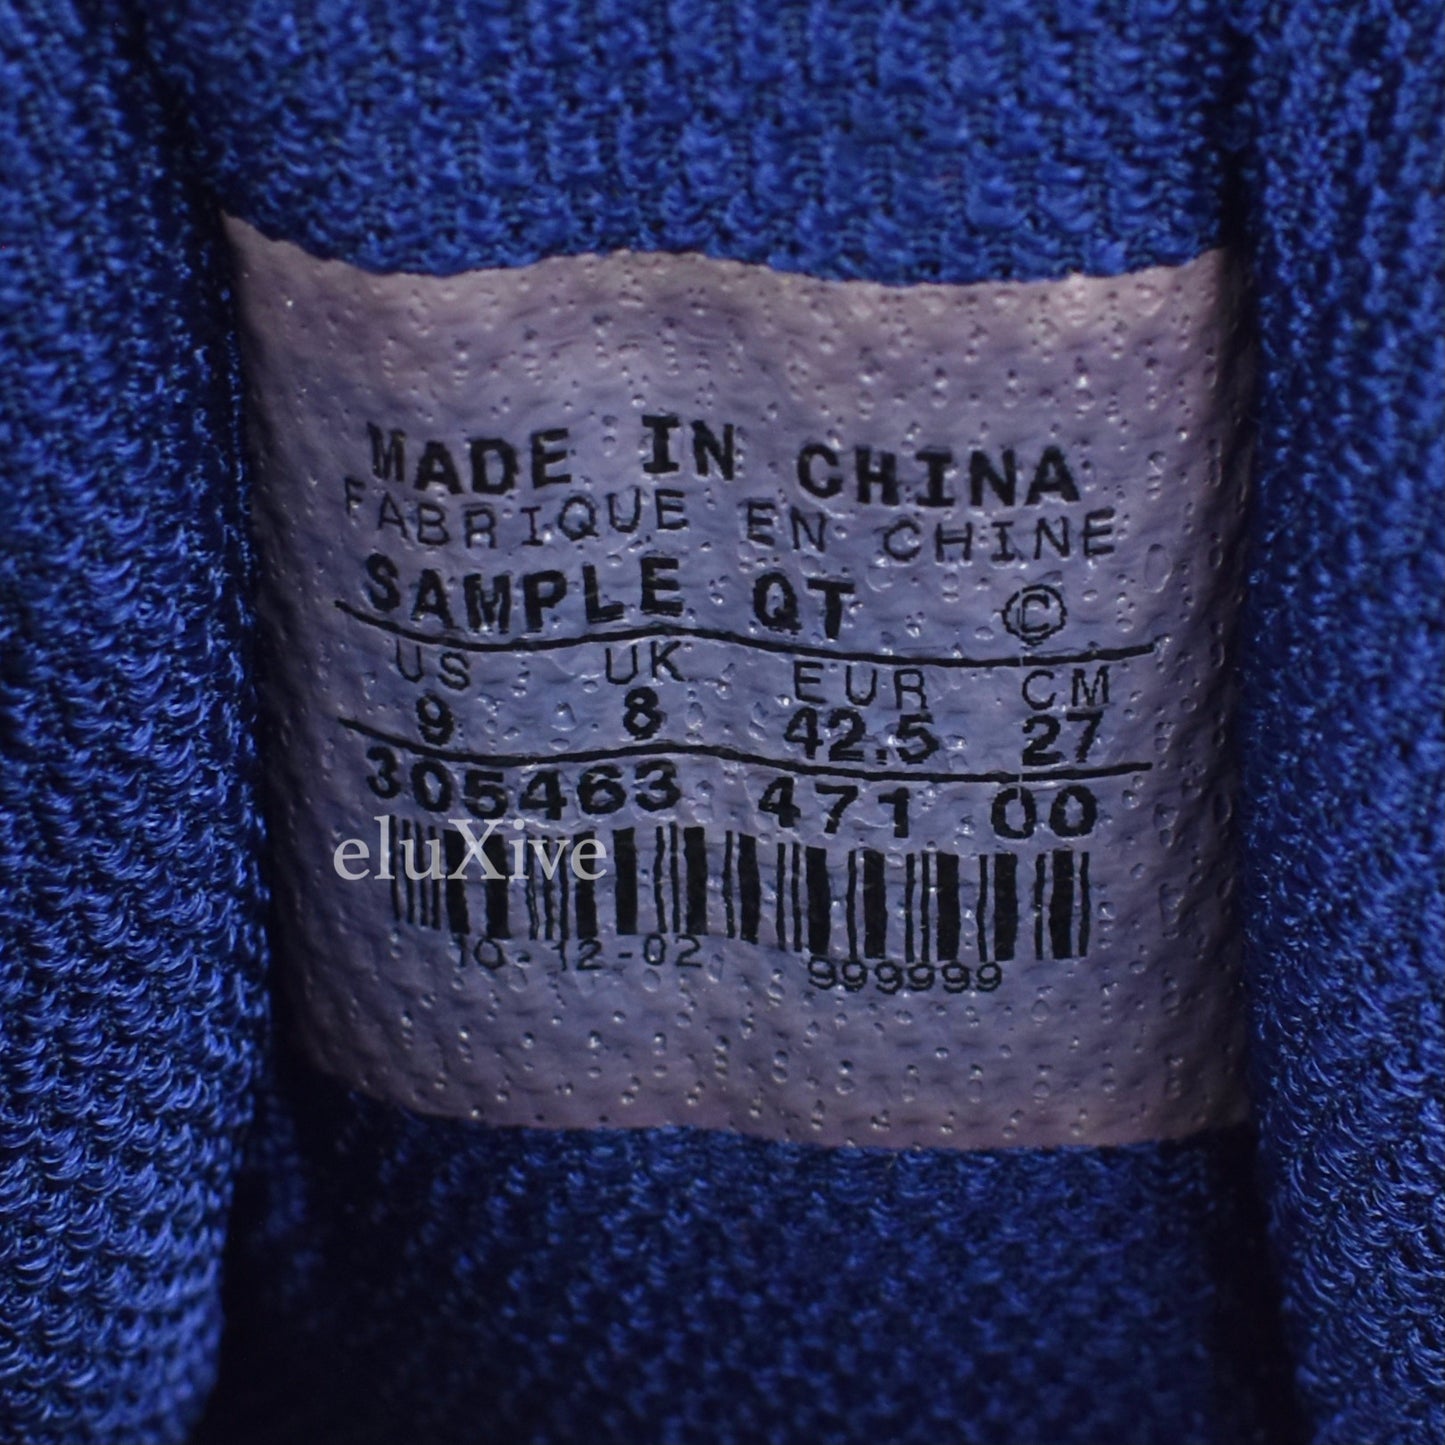 MADE IN CHINA
FABRIQUE EN CHINE
SAMPLE QT ©
US UK EUR CM
9 8 42.5 27
305463 471 00
eluXive
10-12-02 999999